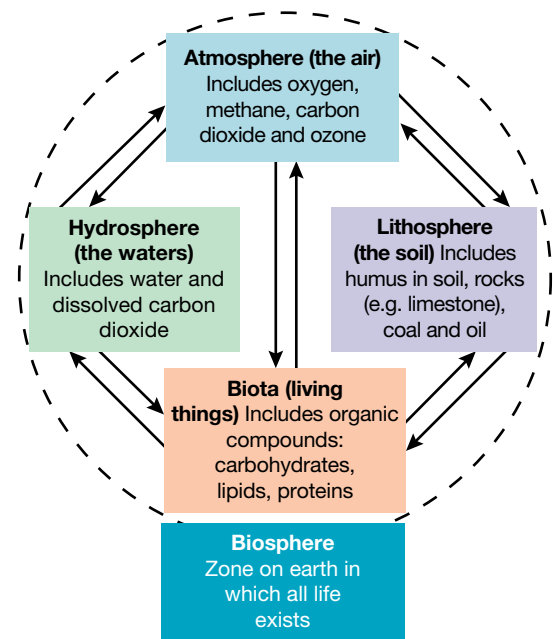 Atmosphere (the air)
Includes oxygen,
methane, carbon
dioxide and ozone
Hydrosphere
(the waters)
Includes water and
dissolved carbon
dioxide
Lithosphere
(the soil) Includes
humus in soil, rocks
(e.g. limestone),
coal and oil
Biota (living
things) Includes organic
compounds:
carbohydrates,
lipids, proteins
Biosphere
Zone on earth in
which all life
exists